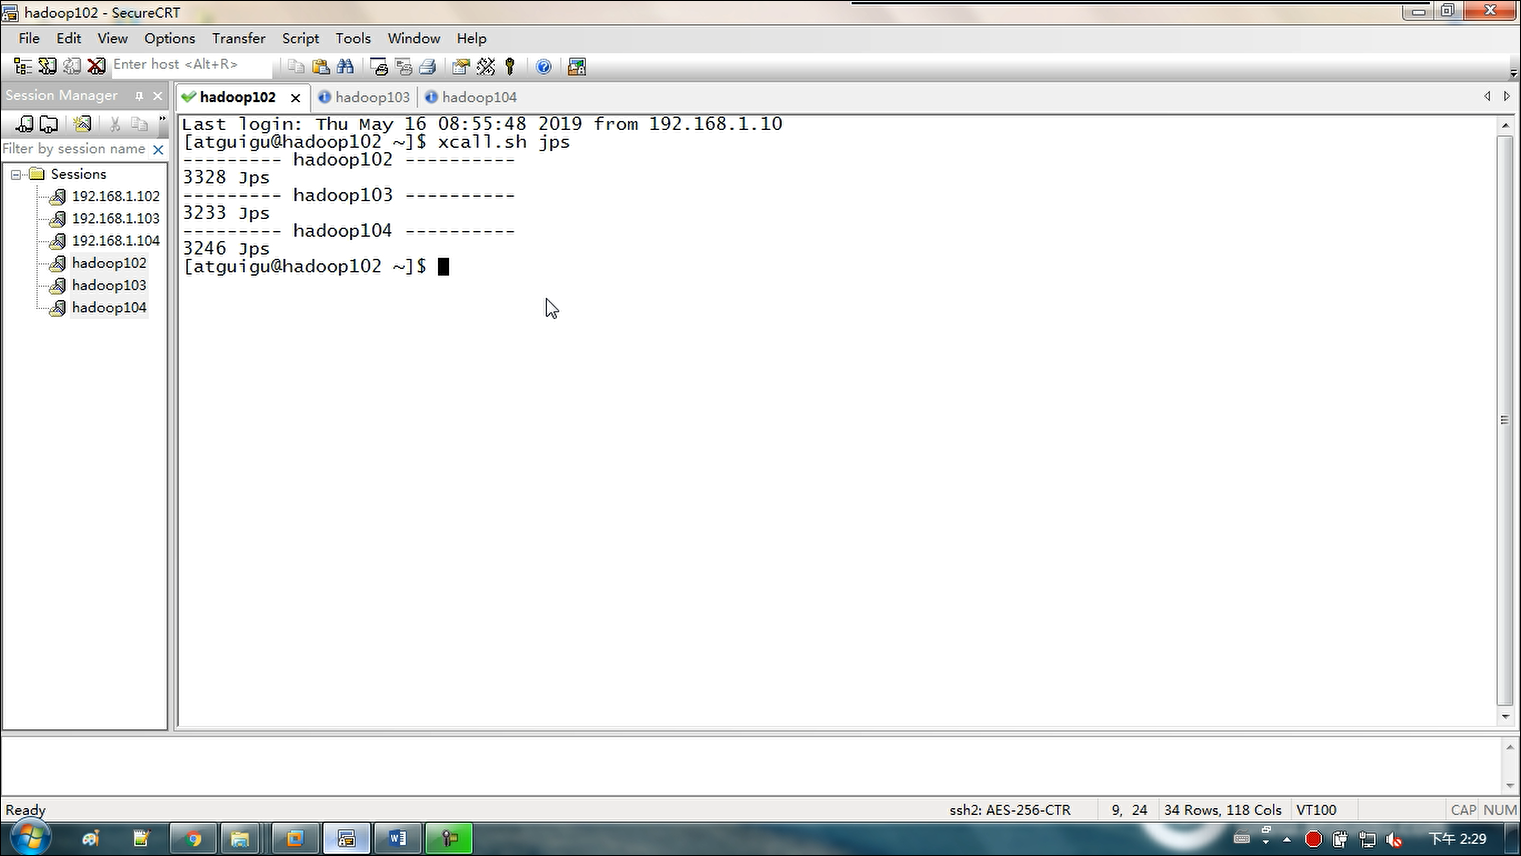 hadoop102 - SecureCRT
File Edit View Options Transfer Script Tools Window Help
Enter host <Alt+R>
Session Manager
hadoop102 hadoop103 hadoop104
Filter by session name
Sessions
192.168.1.102
192.168.1.103
192.168.1.104
hadoop102
hadoop103
hadoop104
Last login: Thu May 16 08:55:48 2019 from 192.168.1.10
[atguigu@hadoop102 ~]$ xcall.sh jps
--------- hadoop102 ----------
3328 Jps
--------- hadoop103 ----------
3233 Jps
--------- hadoop104 ----------
3246 Jps
[atguigu@hadoop102 ~]$
Ready ssh2: AES-256-CTR 9, 24 34 Rows, 118 Cols VT100 CAP NUM
下午 2:29